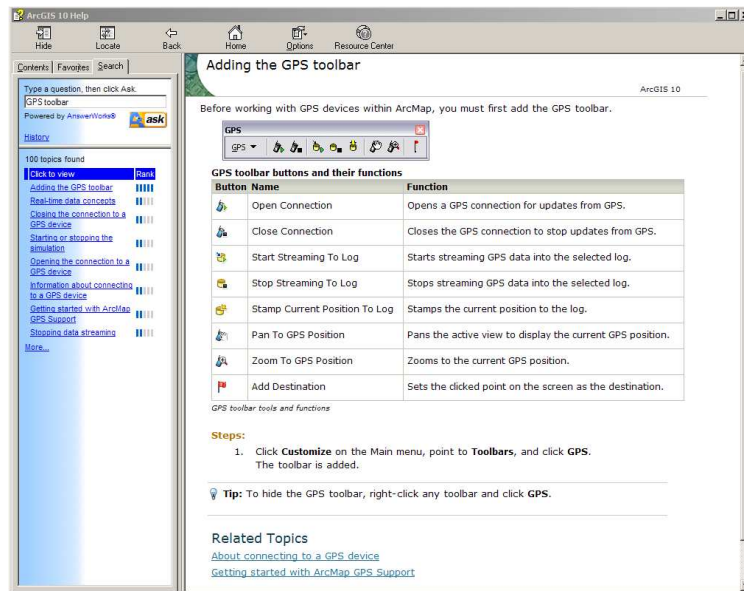 ArcGIS 10 Help
Hide Locate Back Home Options Resource Center
Contents Favorites Search
Type a question, then click Ask.
GPS toolbar
Powered by AnswerWorks® ask
History
100 topics found
Click to view Rank
Adding the GPS toolbar
Real-time data concepts
Closing the connection to a
GPS device
Starting or stopping the
simulation
Opening the connection to a
GPS device
Information about connecting
to a GPS device
Getting started with ArcMap
GPS Support
Stopping data streaming
More...
Adding the GPS toolbar
ArcGIS 10
Before working with GPS devices within ArcMap, you must first add the GPS toolbar.
GPS
GPS
GPS toolbar buttons and their functions
Button Name Function
Open Connection Opens a GPS connection for updates from GPS.
Close Connection Closes the GPS connection to stop updates from GPS.
Start Streaming To Log Starts streaming GPS data into the selected log.
Stop Streaming To Log Stops streaming GPS data into the selected log.
Stamp Current Position To Log Stamps the current position to the log.
Pan To GPS Position Pans the active view to display the current GPS position.
Zoom To GPS Position Zooms to the current GPS position.
Add Destination Sets the clicked point on the screen as the destination.
GPS toolbar tools and functions
Steps:
1. Click Customize on the Main menu, point to Toolbars, and click GPS.
The toolbar is added.
Tip: To hide the GPS toolbar, right-click any toolbar and click GPS.
Related Topics
About connecting to a GPS device
Getting started with ArcMap GPS Support